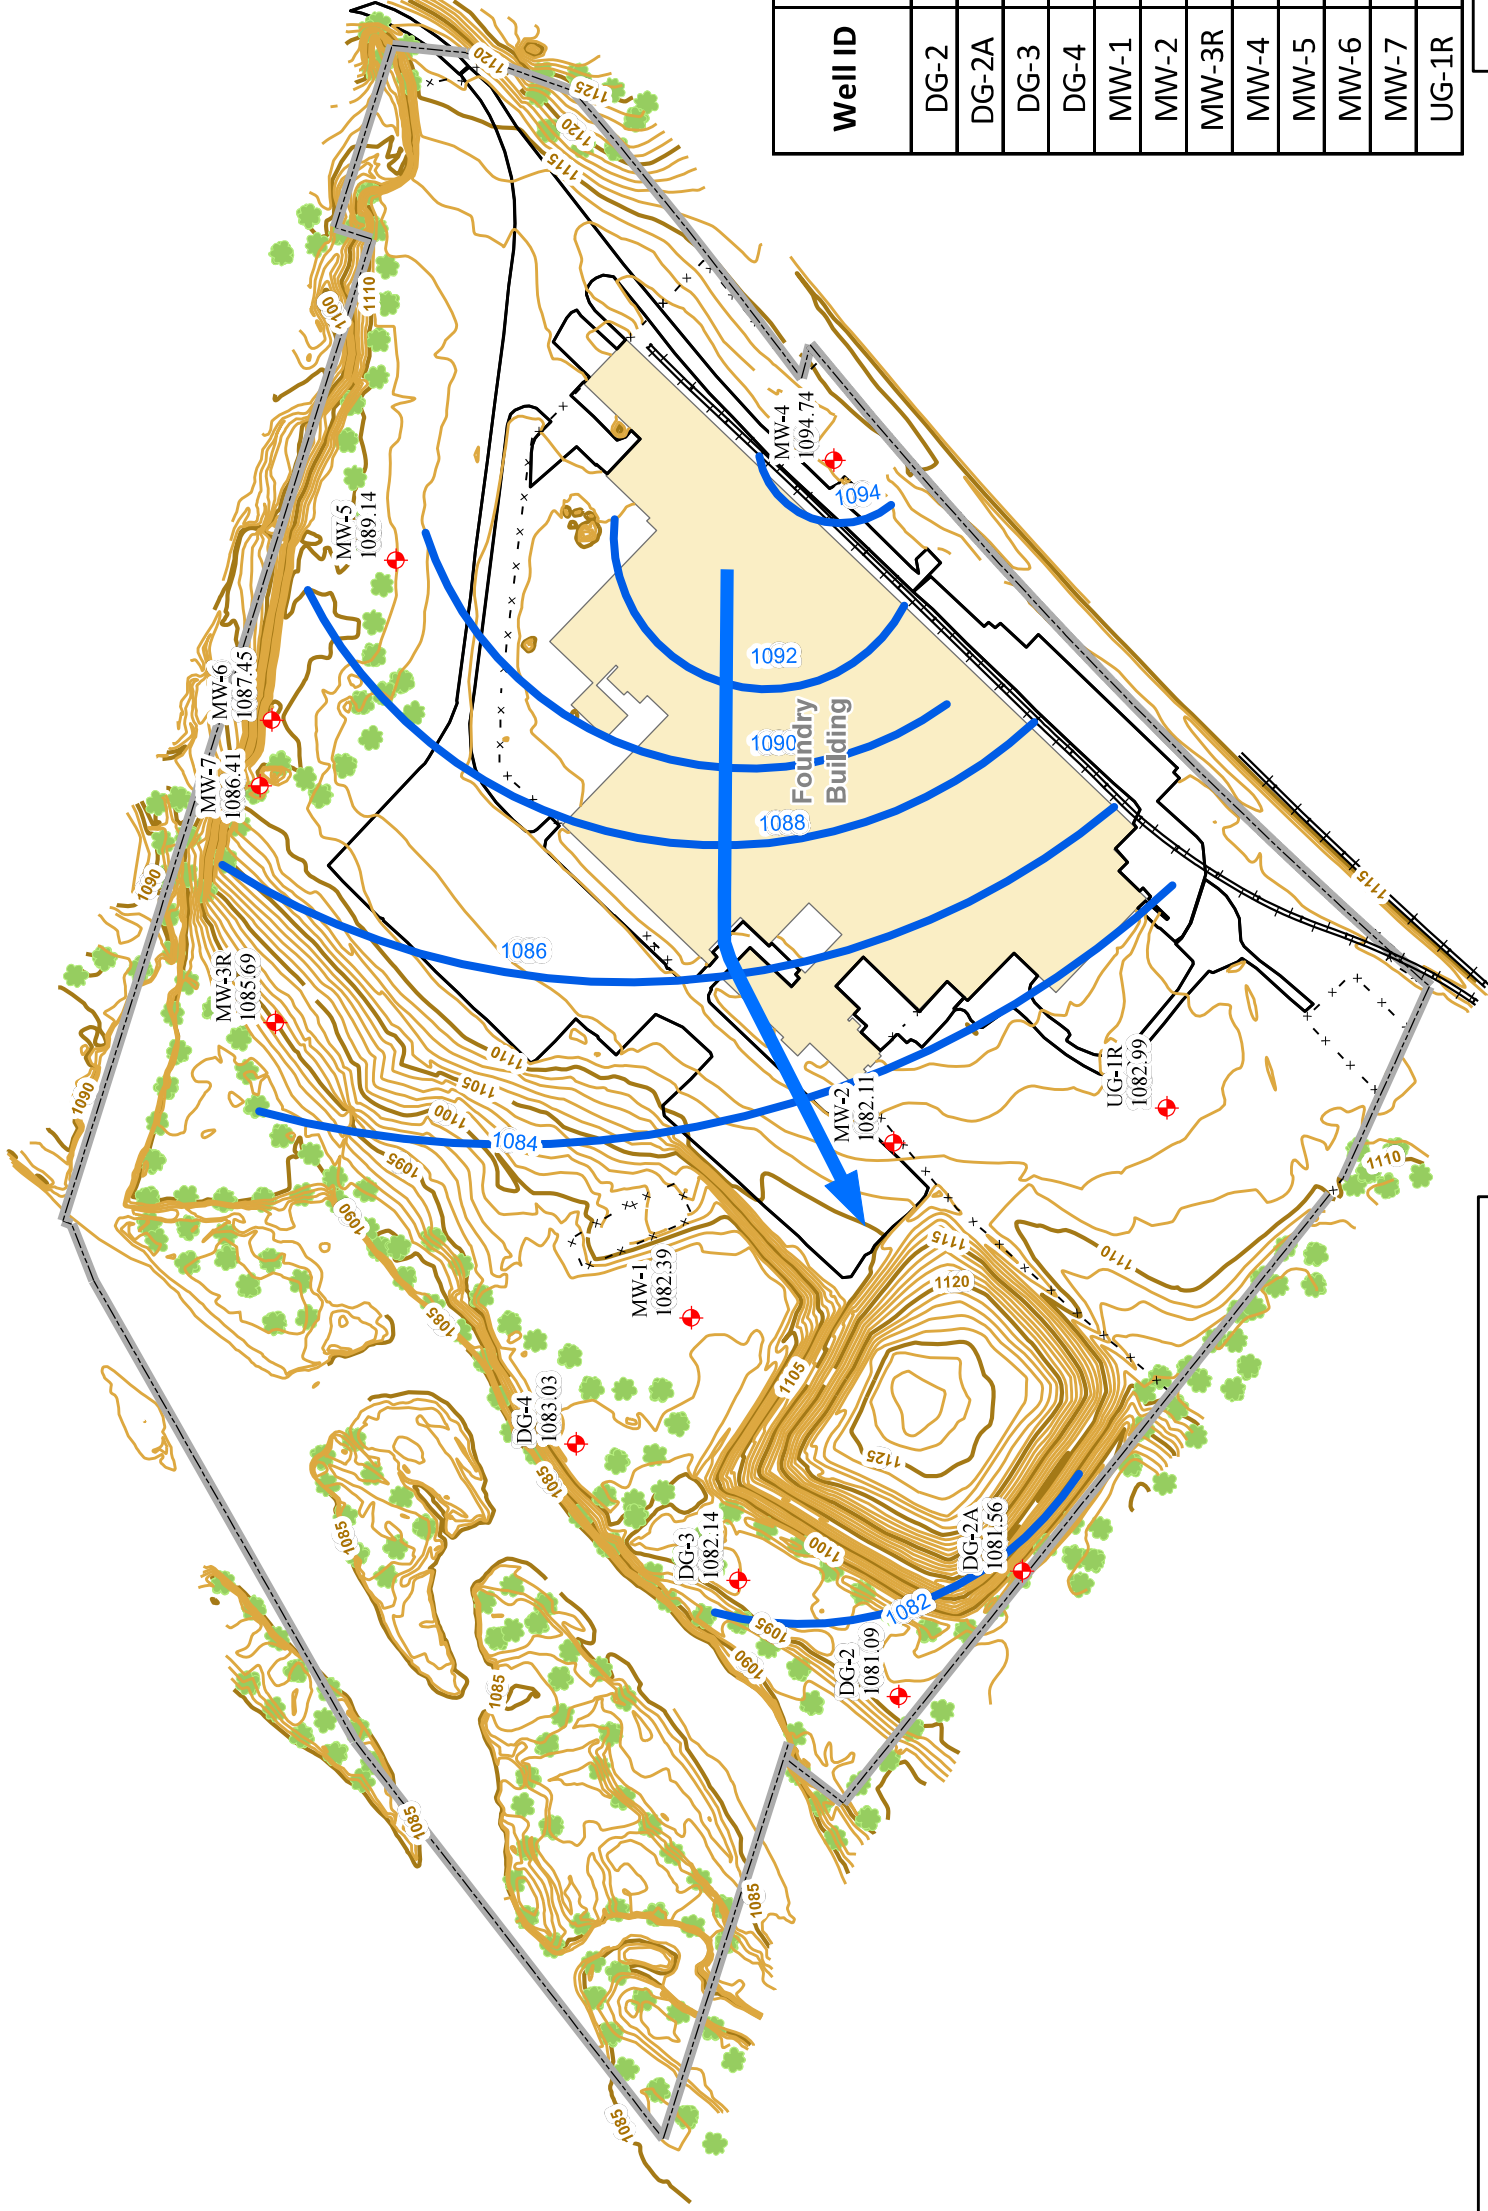 Well ID
DG-2
DG-2A
DG-3
DG-4
MW-1
MW-2
MW-3R
MW-4
MW-5
MW-6
MW-7
UG-1R
1120
1125
1120
1115
1100
1110
MW-4
1094.74
1094
MW-5
1089.14
MW-6
1087.45
MW-7
1086.41
1092
1090
Foundry
Building
1088
1086
1090
MW-3R
1085.69
1090
1115
1110
1105
1100
1084
1095
1090
MW-2
1082.11
UG-1R
1082.99
1110
1110
1115
1120
MW-1
1082.39
1085
1105
DG-4
1083.03
1085
1125
1085
DG-3
1082.14
1100
DG-2A
1081.56
1082
1095
1090
DG-2
1081.09
1085
1085
1085
1085